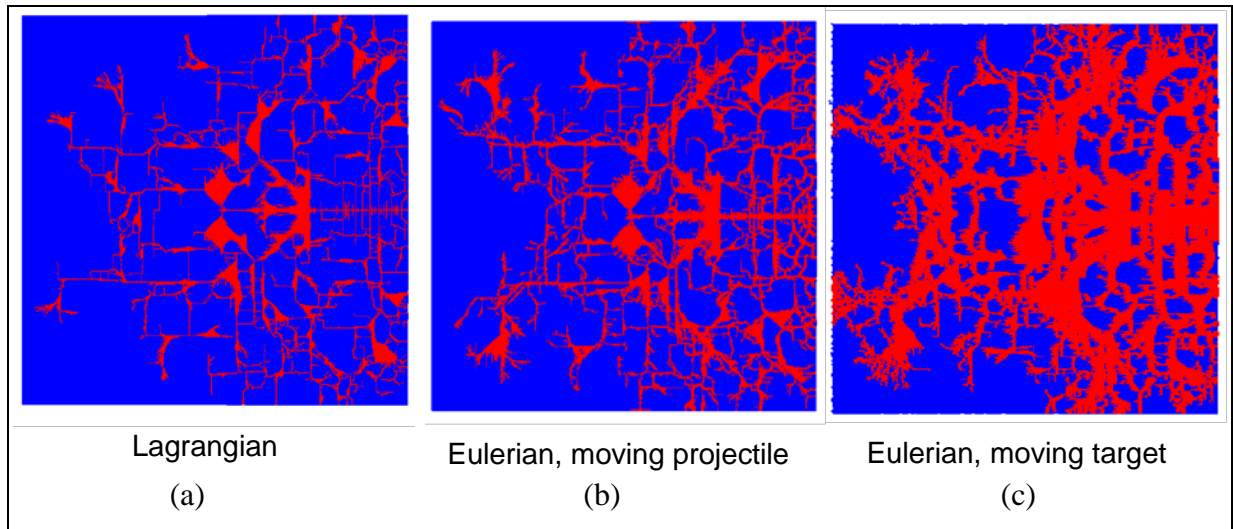 Lagrangian
Eulerian, moving projectile
Eulerian, moving target
(a)
(b)
(c)